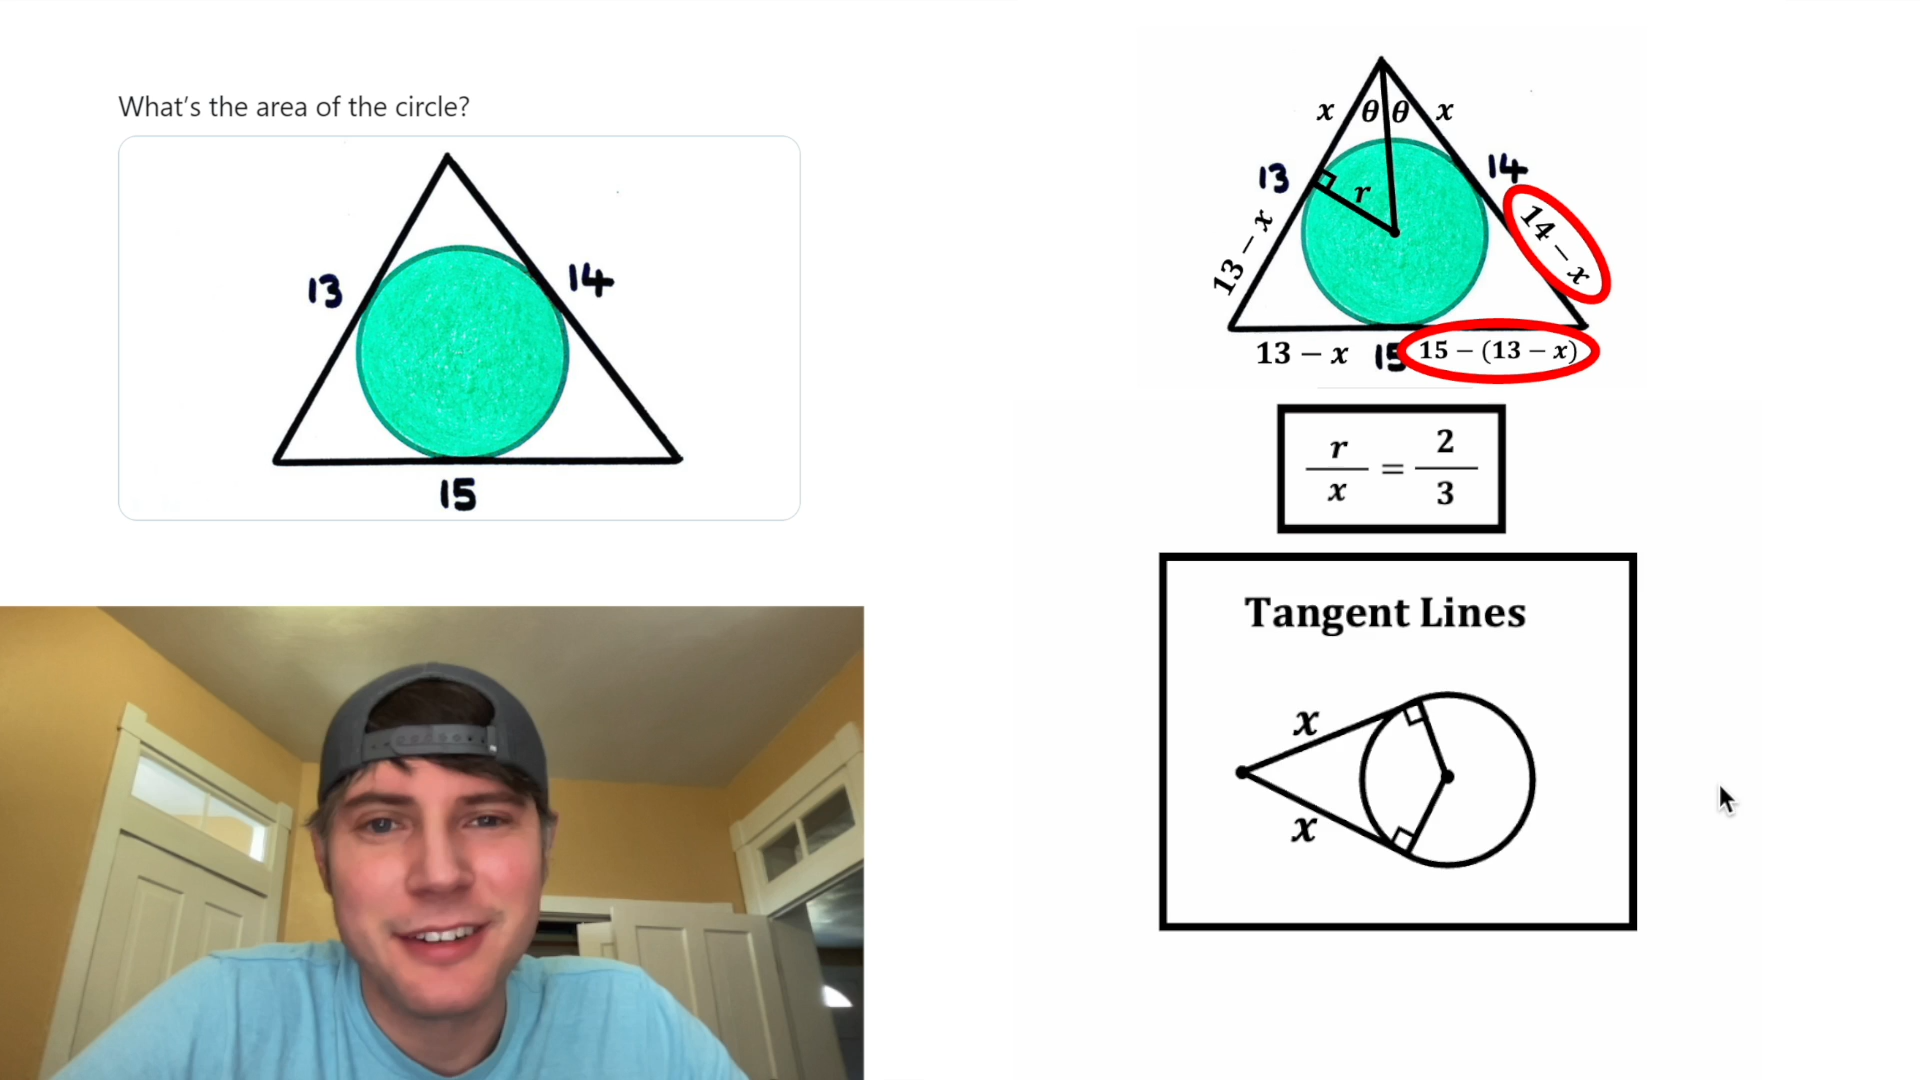 What's the area of the circle?
13
14
15
x
θ
θ
x
13
14
r
13 – x
14 – x
13 – x
15
15 – (13 – x)
r
x
=
2
3
Tangent Lines
x
x